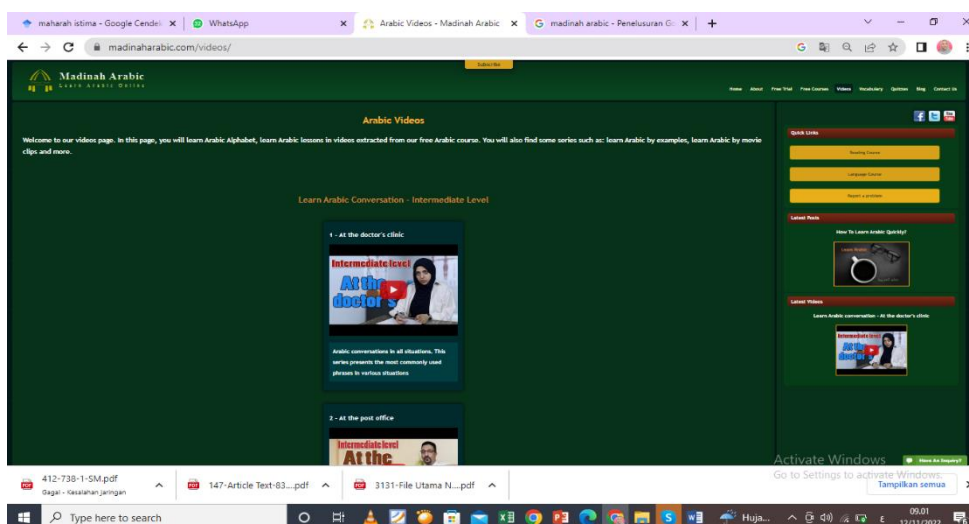 maharah istima - Google Cendeki
WhatsApp
Arabic Videos - Madinah Arabic
madinah arabic - Penelusuran Go
madinaharabic.com/videos/
Subscribe
Madinah Arabic
Learn Arabic Online
Home About Free Trial Free Courses Videos Vocabulary Quizzes Blog Contact Us
Arabic Videos
Welcome to our videos page. In this page, you will learn Arabic Alphabet, learn Arabic lessons in videos extracted from our free Arabic course. You will also find some series such as: learn Arabic by examples, learn Arabic by movie
clips and more.
Learn Arabic Conversation - Intermediate Level
1 - At the doctor's clinic
Intermediate level
At the
doctor's
Arabic conversations in all situations. This
series presents the most commonly used
phrases in various situations
2 - At the post office
Intermediate level
At the
Quick Links
Reading Course
Language Course
Report a problem
Latest Posts
How To Learn Arabic Quickly?
Latest Videos
Learn Arabic conversation - At the doctor's clinic
Intermediate level
At the
doctor's
Activate Windows
Go to Settings to activate Windows.
Have An Inquiry?
412-738-1-SM.pdf
Gagal - Kesalahan jaringan
147-Article Text-83....pdf
3131-File Utama N....pdf
Tampilkan semua
Type here to search
Huja...
09.01
12/11/2022